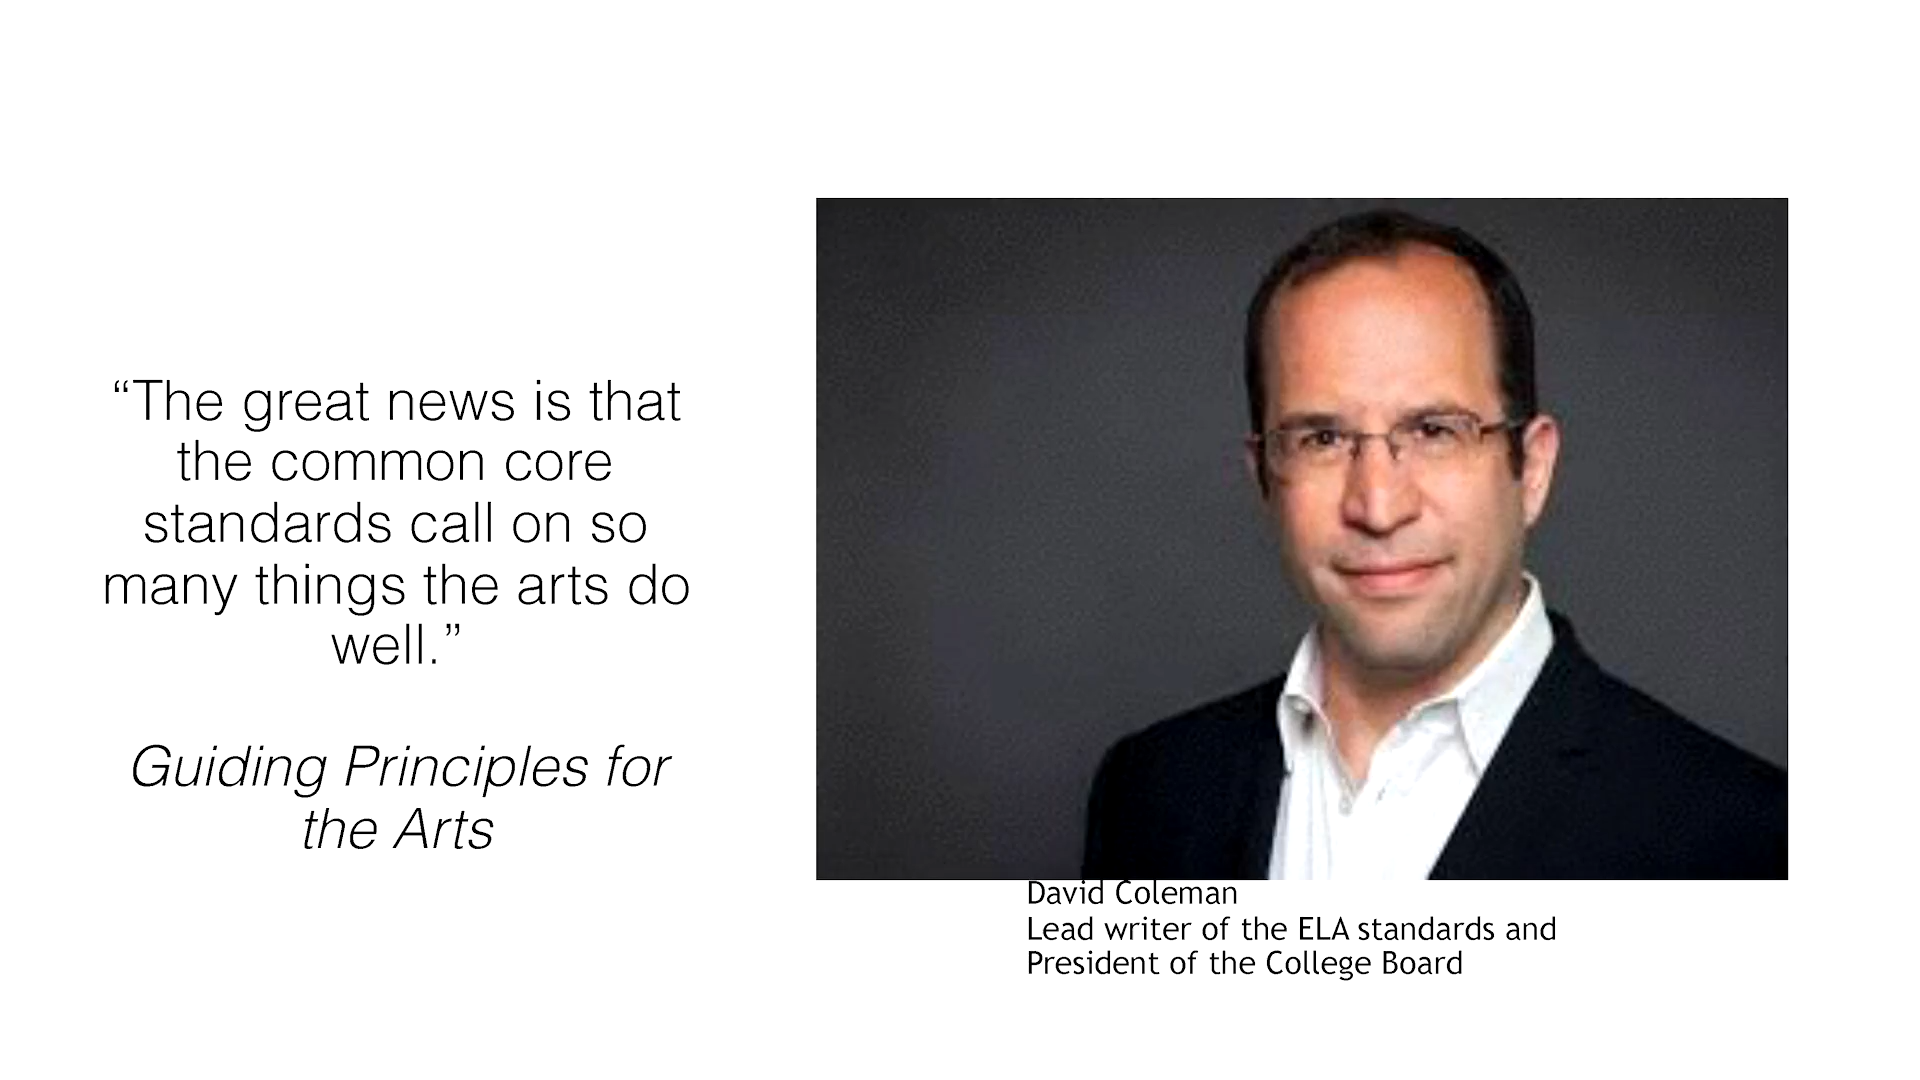 “The great news is that
the common core
standards call on so
many things the arts do
well.”
Guiding Principles for
the Arts
David Coleman
Lead writer of the ELA standards and
President of the College Board